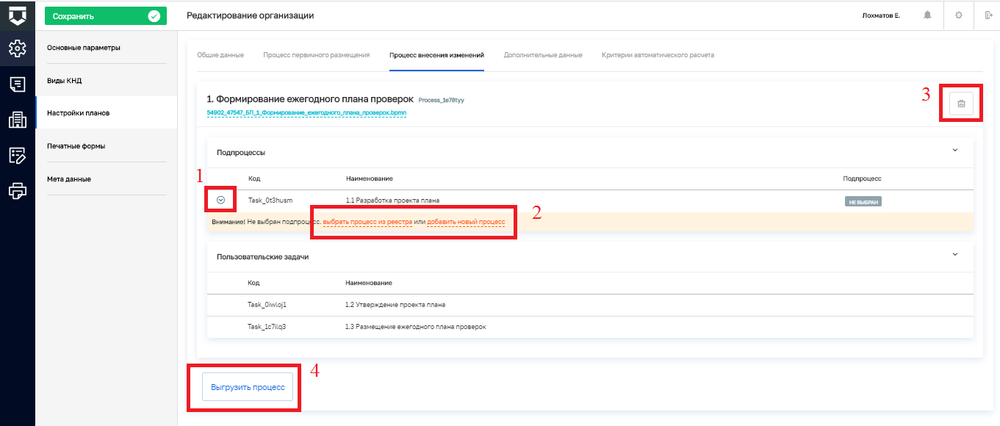 Сохранить
Редактирование организации
Лохматов Е.
Основные параметры
Виды КНД
Настройки планов
Печатные формы
Мета данные
Общие данные Процесс первичного размещения Процесс внесения изменений Дополнительные данные Критерии автоматического расчета
1. Формирование ежегодного плана проверок Process_1e78tyy
54902_47547_БП_1_Формирование_ежегодного_плана_проверок.bpmn
3
Подпроцессы
Код Наименование Подпроцесс
1
Task_0t3husm 1.1 Разработка проекта плана НЕ ВЫБРАН
2
Внимание! Не выбран подпроцесс. выбрать процесс из реестра или добавить новый процесс
Пользовательские задачи
Код Наименование
Task_0iwloj1 1.2 Утверждение проекта плана
Task_1c7ilq3 1.3 Размещение ежегодного плана проверок
4
Выгрузить процесс